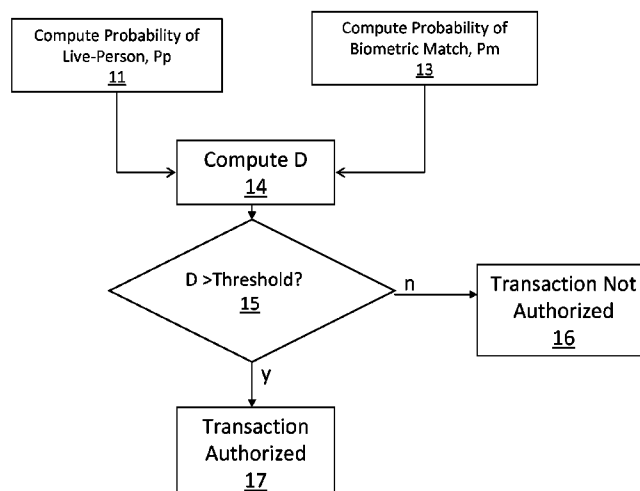 Compute Probability of
Live-Person, Pp
11
Compute Probability of
Biometric Match, Pm
13
Compute D
14
D >Threshold?
15
n
Transaction Not
Authorized
16
y
Transaction
Authorized
17